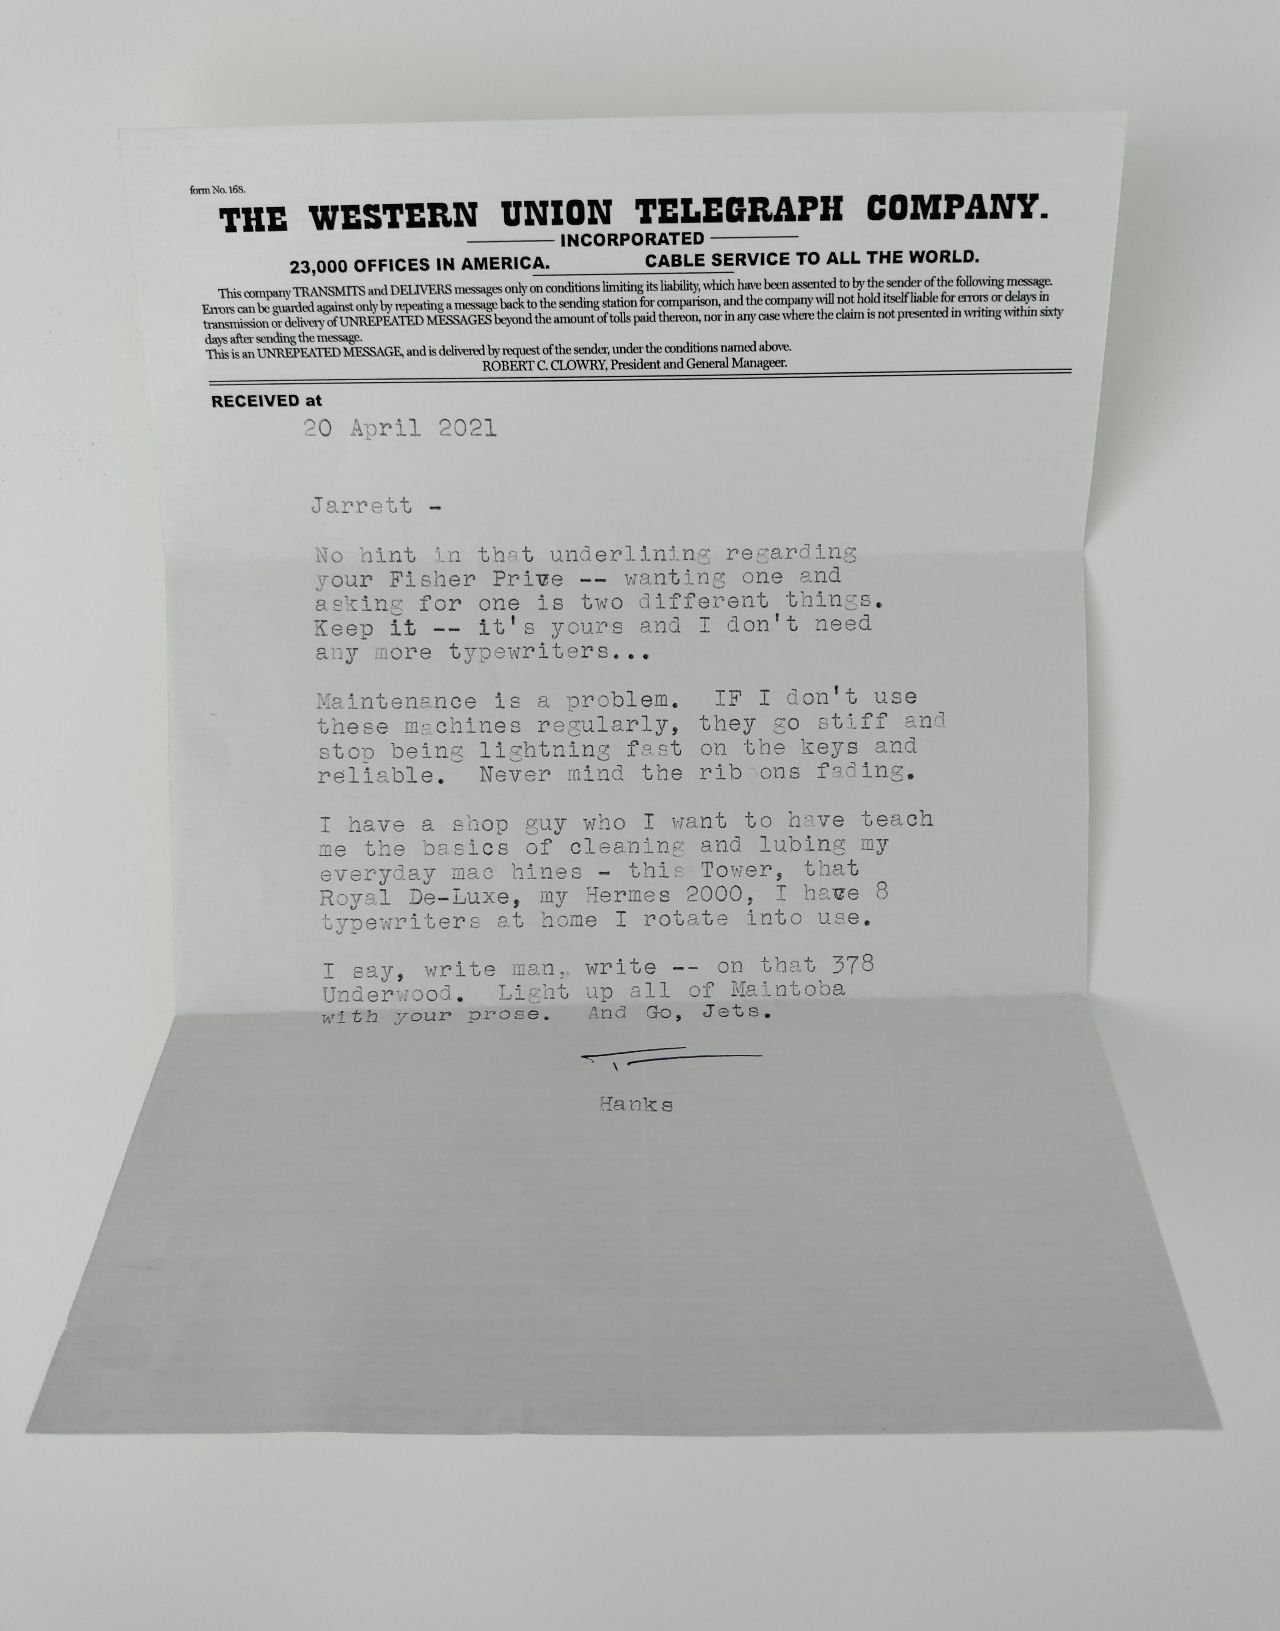 form No. 168.
THE WESTERN UNION TELEGRAPH COMPANY.
INCORPORATED
23,000 OFFICES IN AMERICA. CABLE SERVICE TO ALL THE WORLD.
This company TRANSMITS and DELIVERS messages only on conditions limiting its liability, which have been assented to by the sender of the following message.
Errors can be guarded against only by repeating a message back to the sending station for comparison, and the company will not hold itself liable for errors or delays in
transmission or delivery of UNREPEATED MESSAGES beyond the amount of tolls paid thereon, nor in any case where the claim is not presented in writing within sixty
days after sending the message.
This is an UNREPEATED MESSAGE, and is delivered by request of the sender, under the conditions named above.
ROBERT C. CLOWRY, President and General Manageer.
RECEIVED at
20 April 2021
Jarrett -
No hint in that underlining regarding
your Fisher Price -- wanting one and
asking for one is two different things.
Keep it -- it's yours and I don't need
any more typewriters...
Maintenance is a problem. IF I don't use
these machines regularly, they go stiff and
stop being lightning fast on the keys and
reliable. Never mind the rib ons fading.
I have a shop guy who I want to have teach
me the basics of cleaning and lubing my
everyday mac hines - this Tower, that
Royal De-Luxe, my Hermes 2000, I have 8
typewriters at home I rotate into use.
I say, write man, write -- on that 378
Underwood. Light up all of Maintoba
with your prose. And Go, Jets.
Hanks